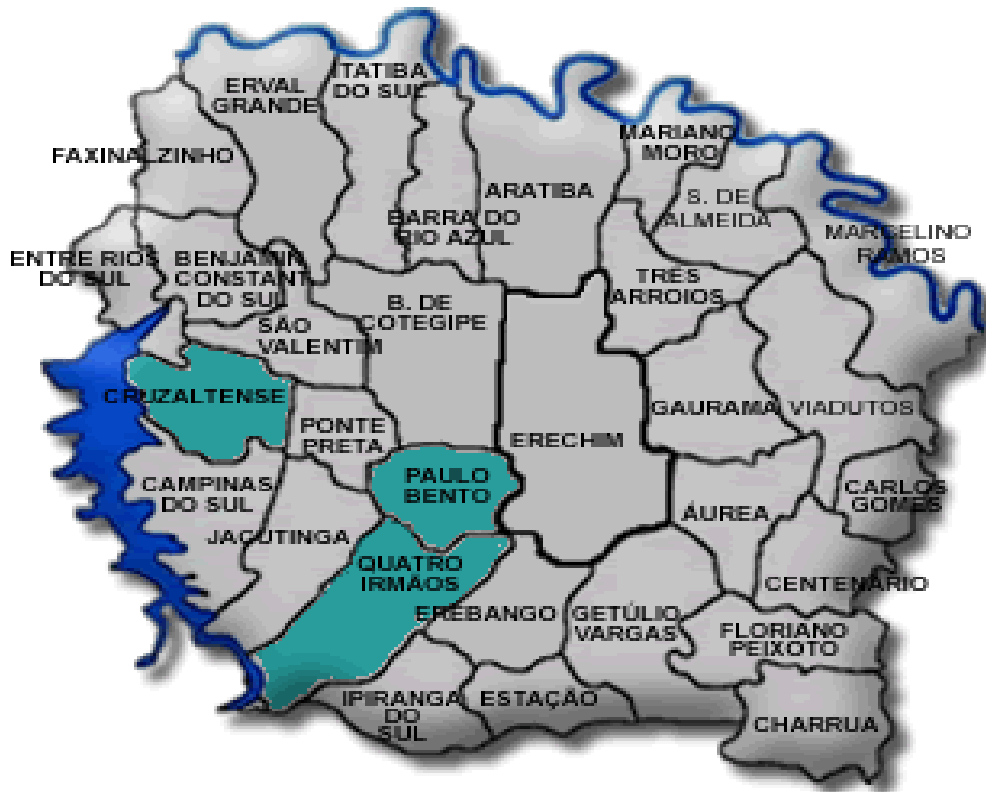 ERVAL
GRANDE
ITATIBA
DO SUL
FAXINALZINHO
MARIANO
MORO
ARATIBA
S. DE
ALMEIDA
BARRA DO
RIO AZUL
MARCELINO
RAMOS
ENTRE RIOS
DO SUL
BENJAMIN
CONSTANT
DO SUL
TRÊS
ARROIOS
B. DE
COTEGIPE
SÃO
VALENTIM
CRUZALTENSE
GAURAMA
VIADUTOS
PONTE
PRETA
ERECHIM
PAULO
BENTO
CAMPINAS
DO SUL
CARLOS
GOMES
ÁUREA
JACUTINGA
QUATRO
IRMÃOS
CENTENÁRIO
EREBANGO
GETÚLIO
VARGAS
FLORIANO
PEIXOTO
IPIRANGA
DO
SUL
ESTAÇÃO
CHARRUA